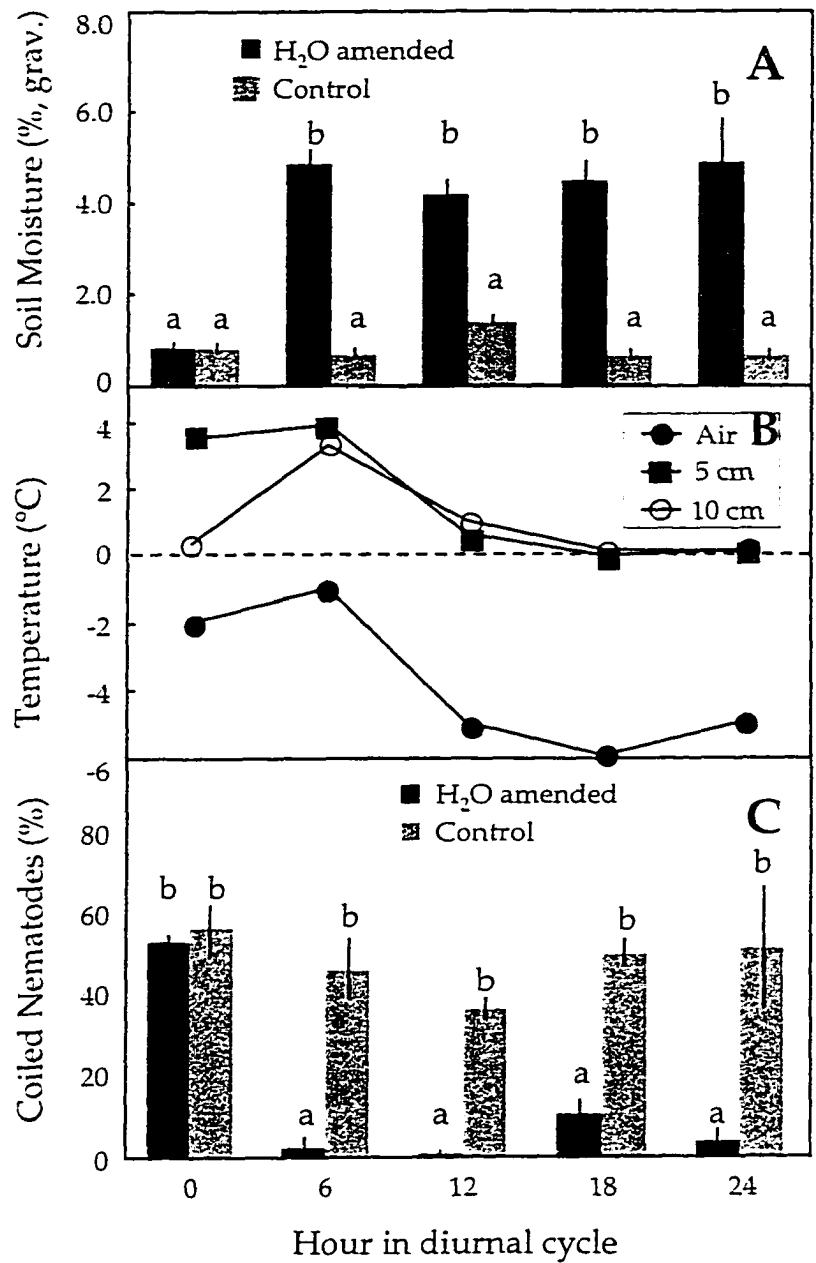 8.0
H₂O amended
Control
A
6.0
4.0
2.0
0
Soil Moisture (%, grav.)
a a b a b a b a b a
4
2
0
-2
-4
-6
Temperature (°C)
Air
5 cm
10 cm
B
H₂O amended
Control
C
80
60
40
20
0
Coiled Nematodes (%)
b b a b a b a b a b
0 6 12 18 24
Hour in diurnal cycle